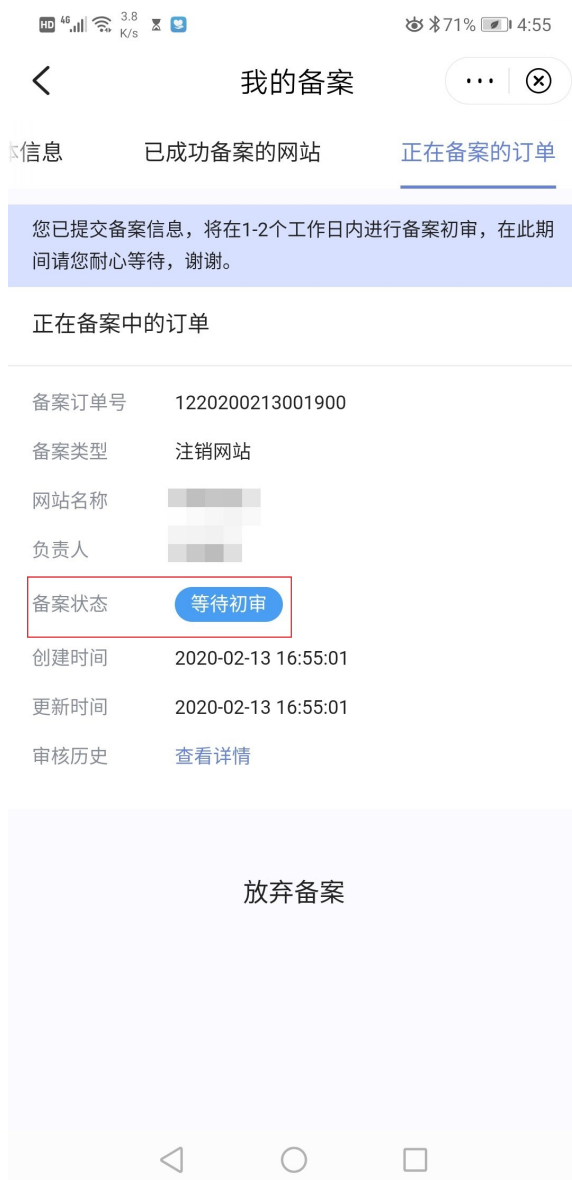 HD 4G 3.8 K/s 71% 4:55
我的备案
本信息 已成功备案的网站 正在备案的订单
您已提交备案信息，将在1-2个工作日内进行备案初审，在此期
间请您耐心等待，谢谢。
正在备案中的订单
备案订单号 1220200213001900
备案类型 注销网站
网站名称
负责人
备案状态 等待初审
创建时间 2020-02-13 16:55:01
更新时间 2020-02-13 16:55:01
审核历史 查看详情
放弃备案